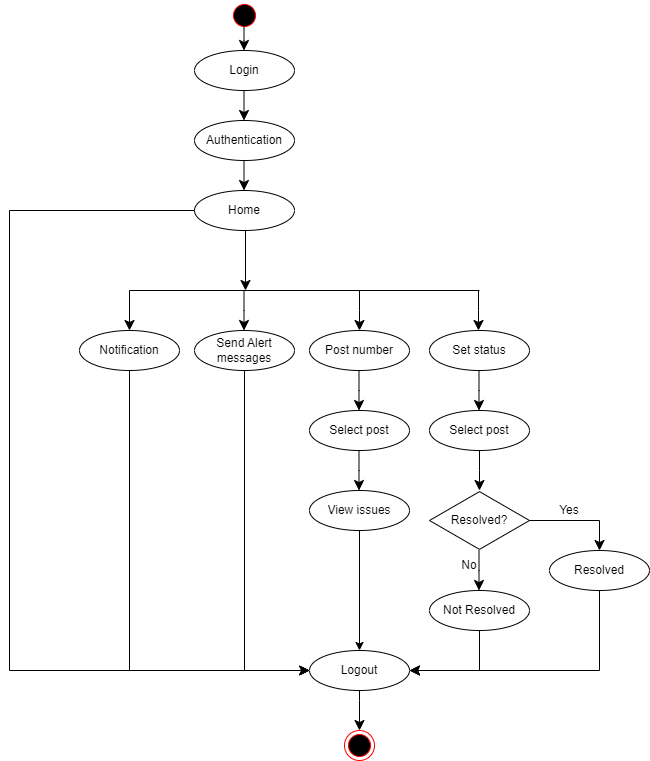 Login
Authentication
Home
Notification
Send Alert
messages
Post number
Set status
Select post
Select post
View issues
Resolved?
Yes
No
Resolved
Not Resolved
Logout